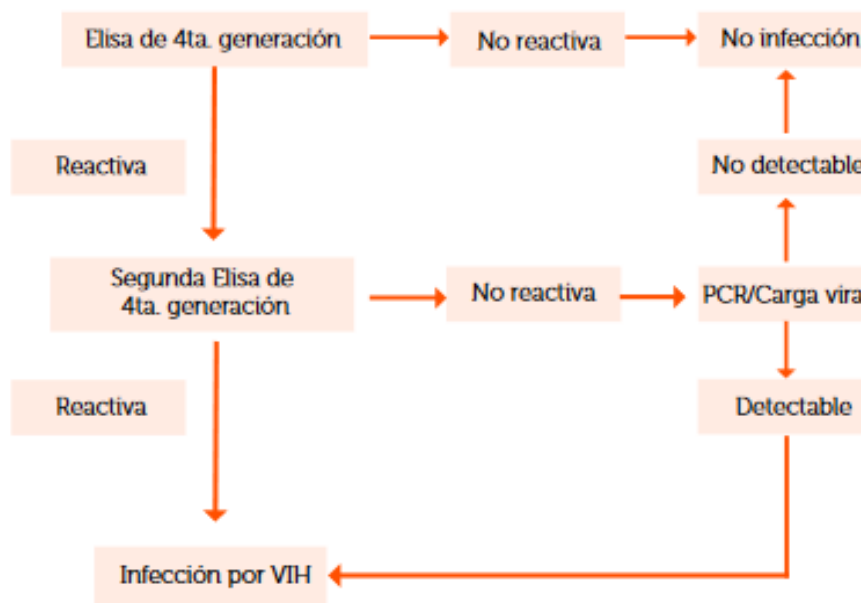 Elisa de 4ta. generación
No reactiva
No infección
Reactiva
No detectable
Segunda Elisa de
4ta. generación
No reactiva
PCR/Carga vira
Reactiva
Detectable
Infección por VIH